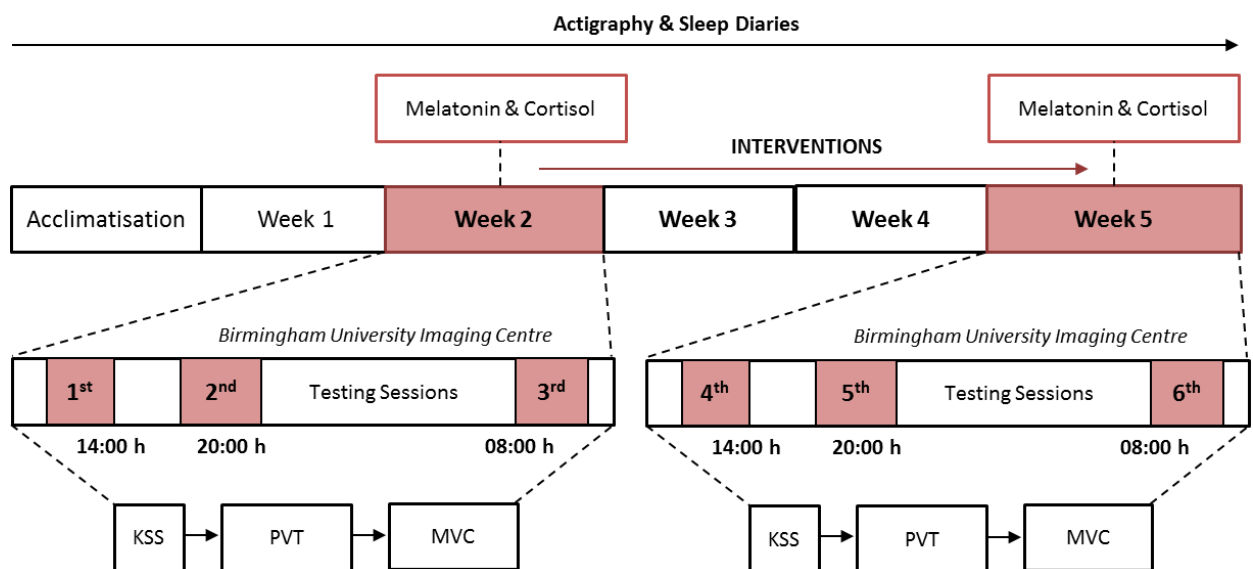 Actigraphy & Sleep Diaries
Melatonin & Cortisol
Melatonin & Cortisol
INTERVENTIONS
Acclimatisation
Week 1
Week 2
Week 3
Week 4
Week 5
Birmingham University Imaging Centre
1st
2nd
Testing Sessions
3rd
14:00 h
20:00 h
08:00 h
KSS
PVT
MVC
Birmingham University Imaging Centre
4th
5th
Testing Sessions
6th
14:00 h
20:00 h
08:00 h
KSS
PVT
MVC